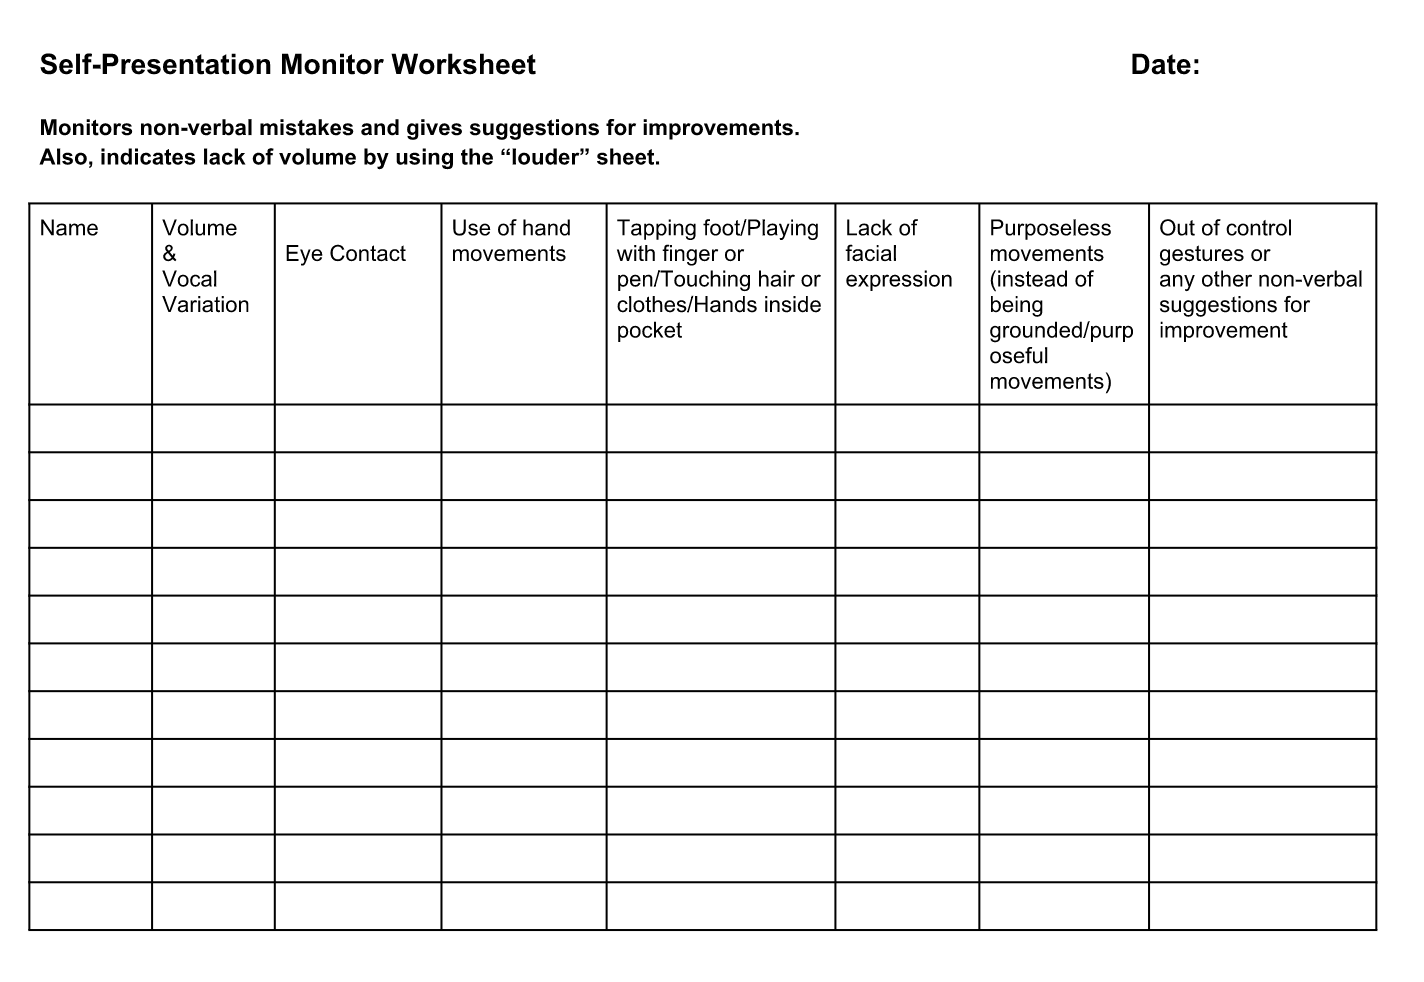 Self-Presentation Monitor Worksheet
Date:
Monitors non-verbal mistakes and gives suggestions for improvements.
Also, indicates lack of volume by using the “louder” sheet.
Name
Volume
&
Vocal
Variation
Eye Contact
Use of hand
movements
Tapping foot/Playing
with finger or
pen/Touching hair or
clothes/Hands inside
pocket
Lack of
facial
expression
Purposeless
movements
(instead of
being
grounded/purp
oseful
movements)
Out of control
gestures or
any other non-verbal
suggestions for
improvement